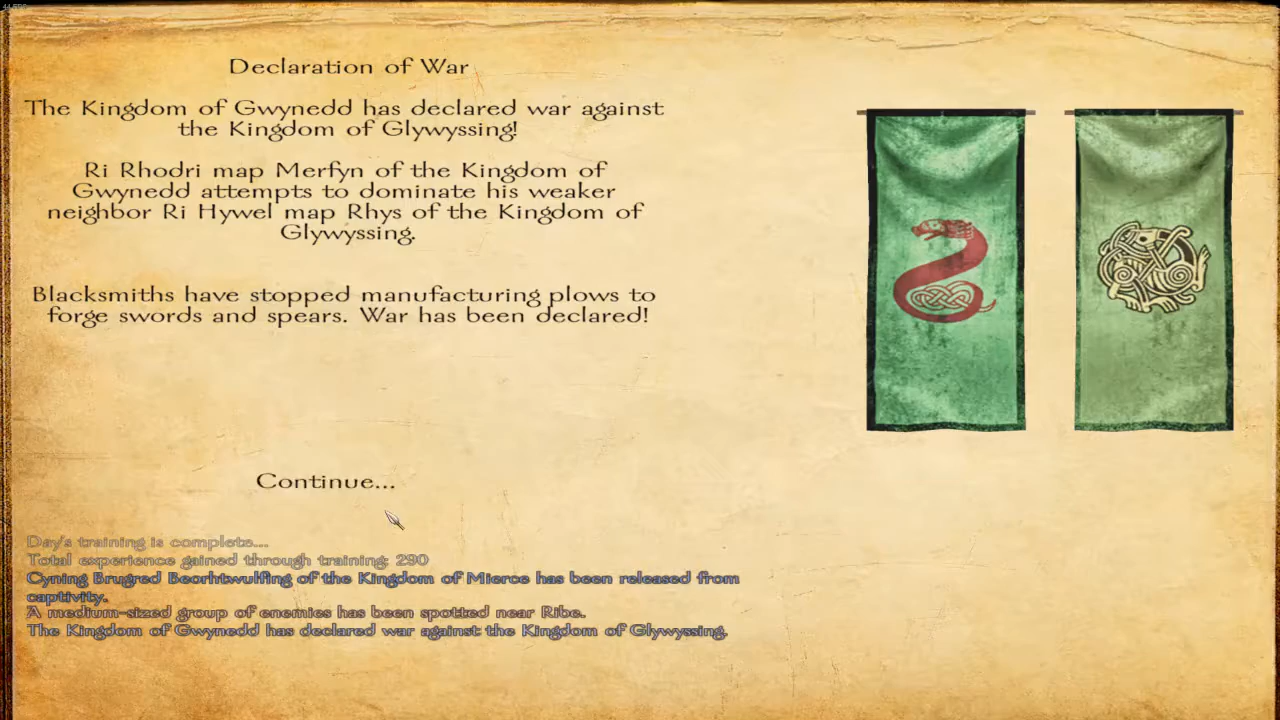 Declaration of War
The Kingdom of Gwynedd has declared war against
the Kingdom of Glywyssing!
Ri Rhodri map Merfyn of the Kingdom of
Gwynedd attempts to dominate his weaker
neighbor Ri Hywel map Rhys of the Kingdom of
Glywyssing.
Blacksmiths have stopped manufacturing plows to
forge swords and spears. War has been declared!
Continue...
Day's training is complete...
Total experience gained through training: 290
Cyning Brugred Beorhtwulfing of the Kingdom of Mierce has been released from
captivity.
A medium-sized group of enemies has been spotted near Ribe.
The Kingdom of Gwynedd has declared war against the Kingdom of Glywyssing.